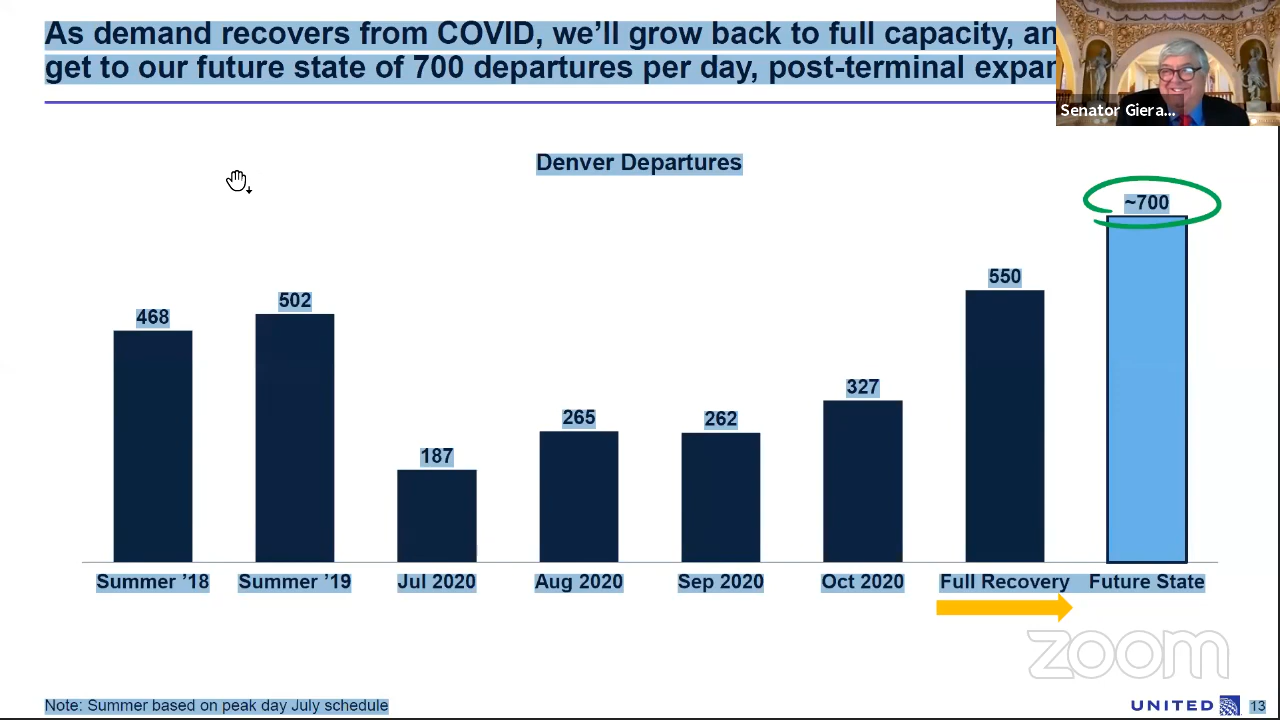 As demand recovers from COVID, we’ll grow back to full capacity, an
get to our future state of 700 departures per day, post-terminal expan
Senator Giera...
Denver Departures
~700
550
502
468
327
265
262
187
Summer ’18 Summer ’19 Jul 2020 Aug 2020 Sep 2020 Oct 2020 Full Recovery Future State
zoom
Note: Summer based on peak day July schedule
UNITED 13